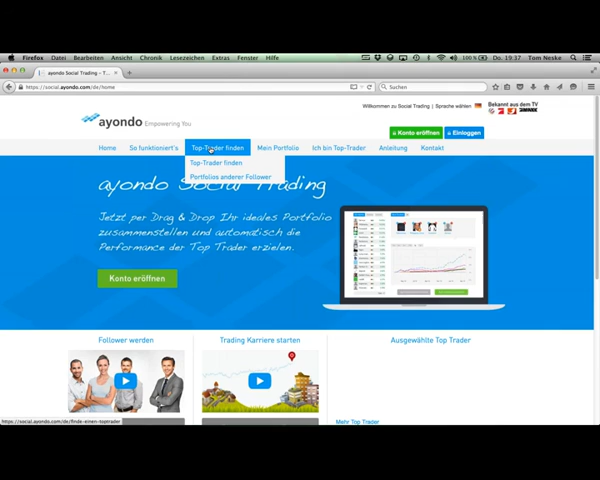 Firefox Datei Bearbeiten Ansicht Chronik Lesezeichen Extras Fenster Hilfe 100 % Do. 19:37 Tom Neske
ayondo Social Trading – T...
https://social.ayondo.com/de/home
Suchen
Willkommen zu Social Trading | Sprache wählen
Bekannt aus dem TV
ayondo Empowering You
Konto eröffnen
Einloggen
Home So funktioniert's Top-Trader finden Mein Portfolio Ich bin Top-Trader Anleitung Kontakt
Top-Trader finden
Portfolios anderer Follower
ayondo Social Trading
Jetzt per Drag & Drop Ihr ideales Portfolio
zusammenstellen und automatisch die
Performance der Top Trader erzielen.
Konto eröffnen
Follower werden
Trading Karriere starten
Ausgewählte Top Trader
Mehr Top Trader
https://social.ayondo.com/de/finde-einen-toptrader